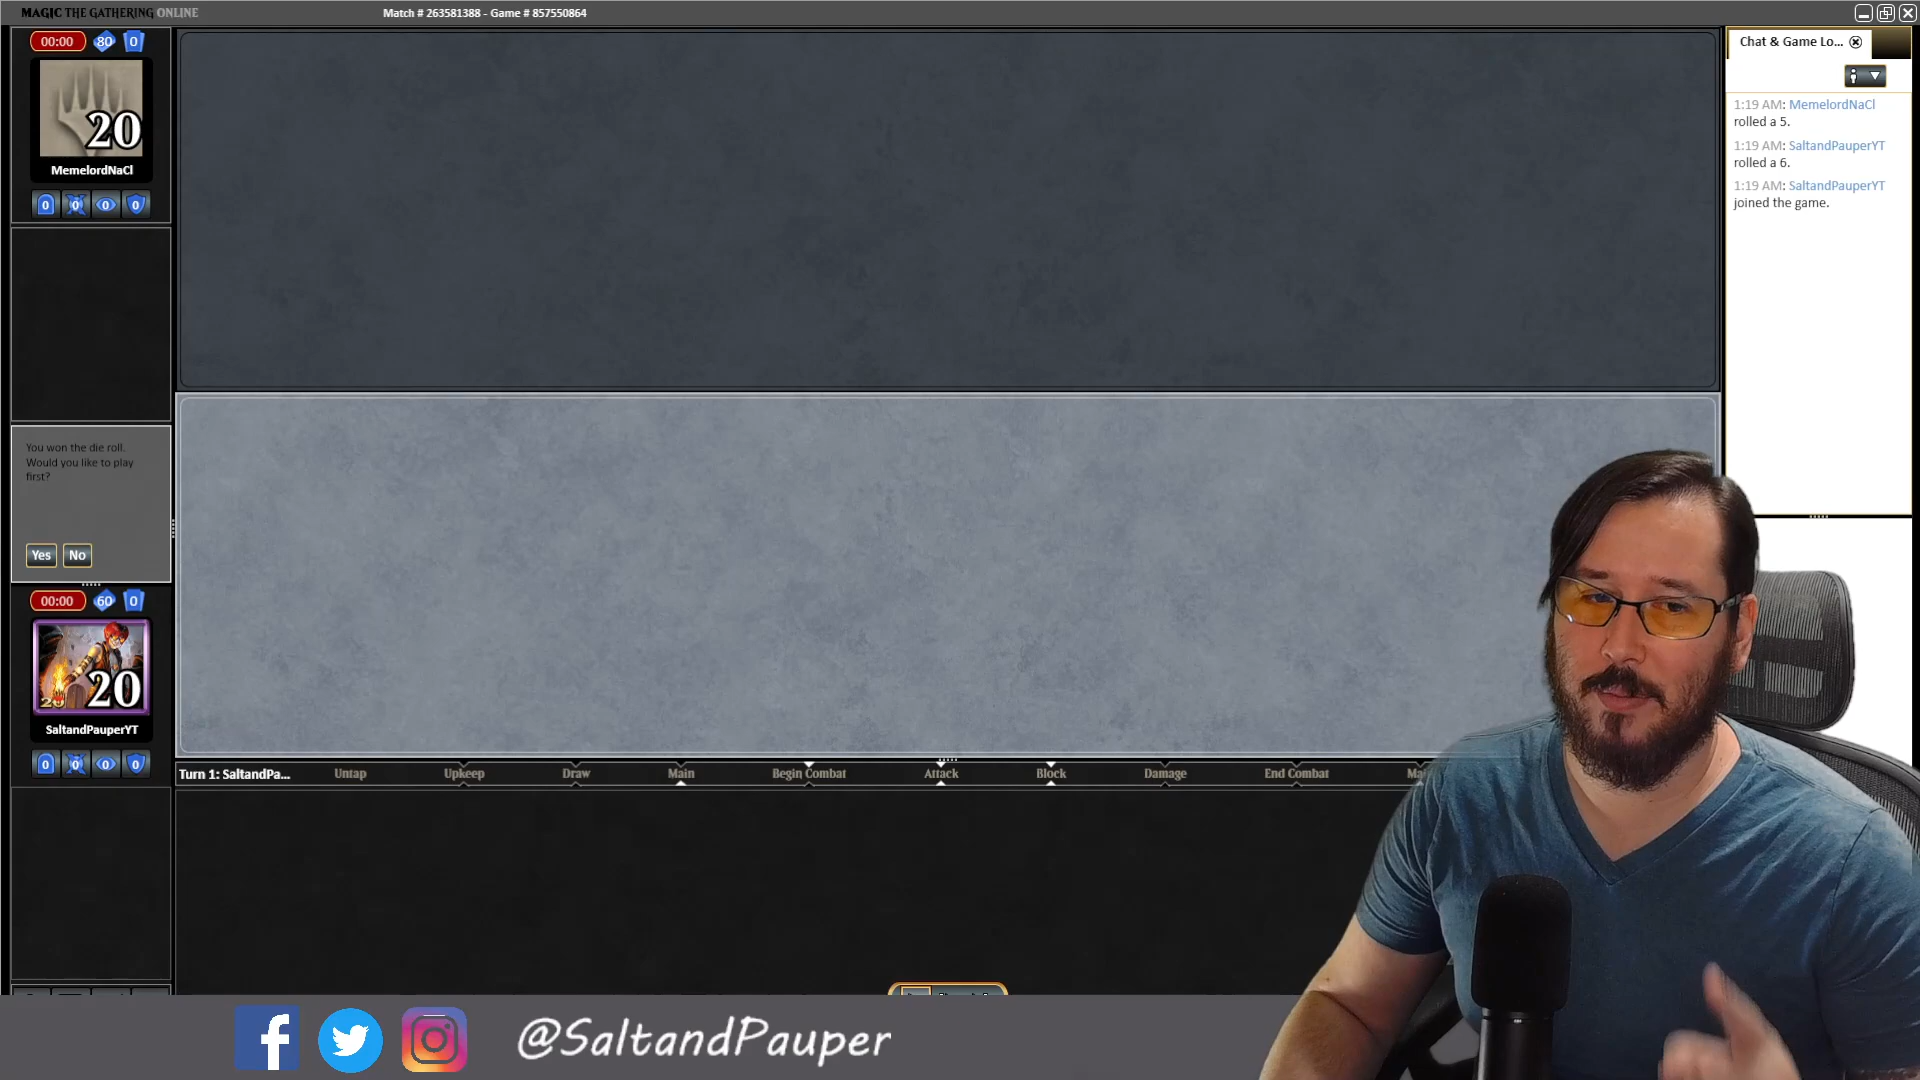 MAGIC THE GATHERING ONLINE
Match # 263581388 - Game # 857550864
00:00 80 0
20
MemelordNaCl
0 0 0 0
You won the die roll.
Would you like to play
first?
Yes No
00:00 60 0
20
20
SaltandPauperYT
0 0 0 0
Turn 1: SaltandPa... Untap Upkeep Draw Main Begin Combat Attack Block Damage End Combat Ma
Chat & Game Lo...
1:19 AM: MemelordNaCl
rolled a 5.
1:19 AM: SaltandPauperYT
rolled a 6.
1:19 AM: SaltandPauperYT
joined the game.
@SaltandPauper